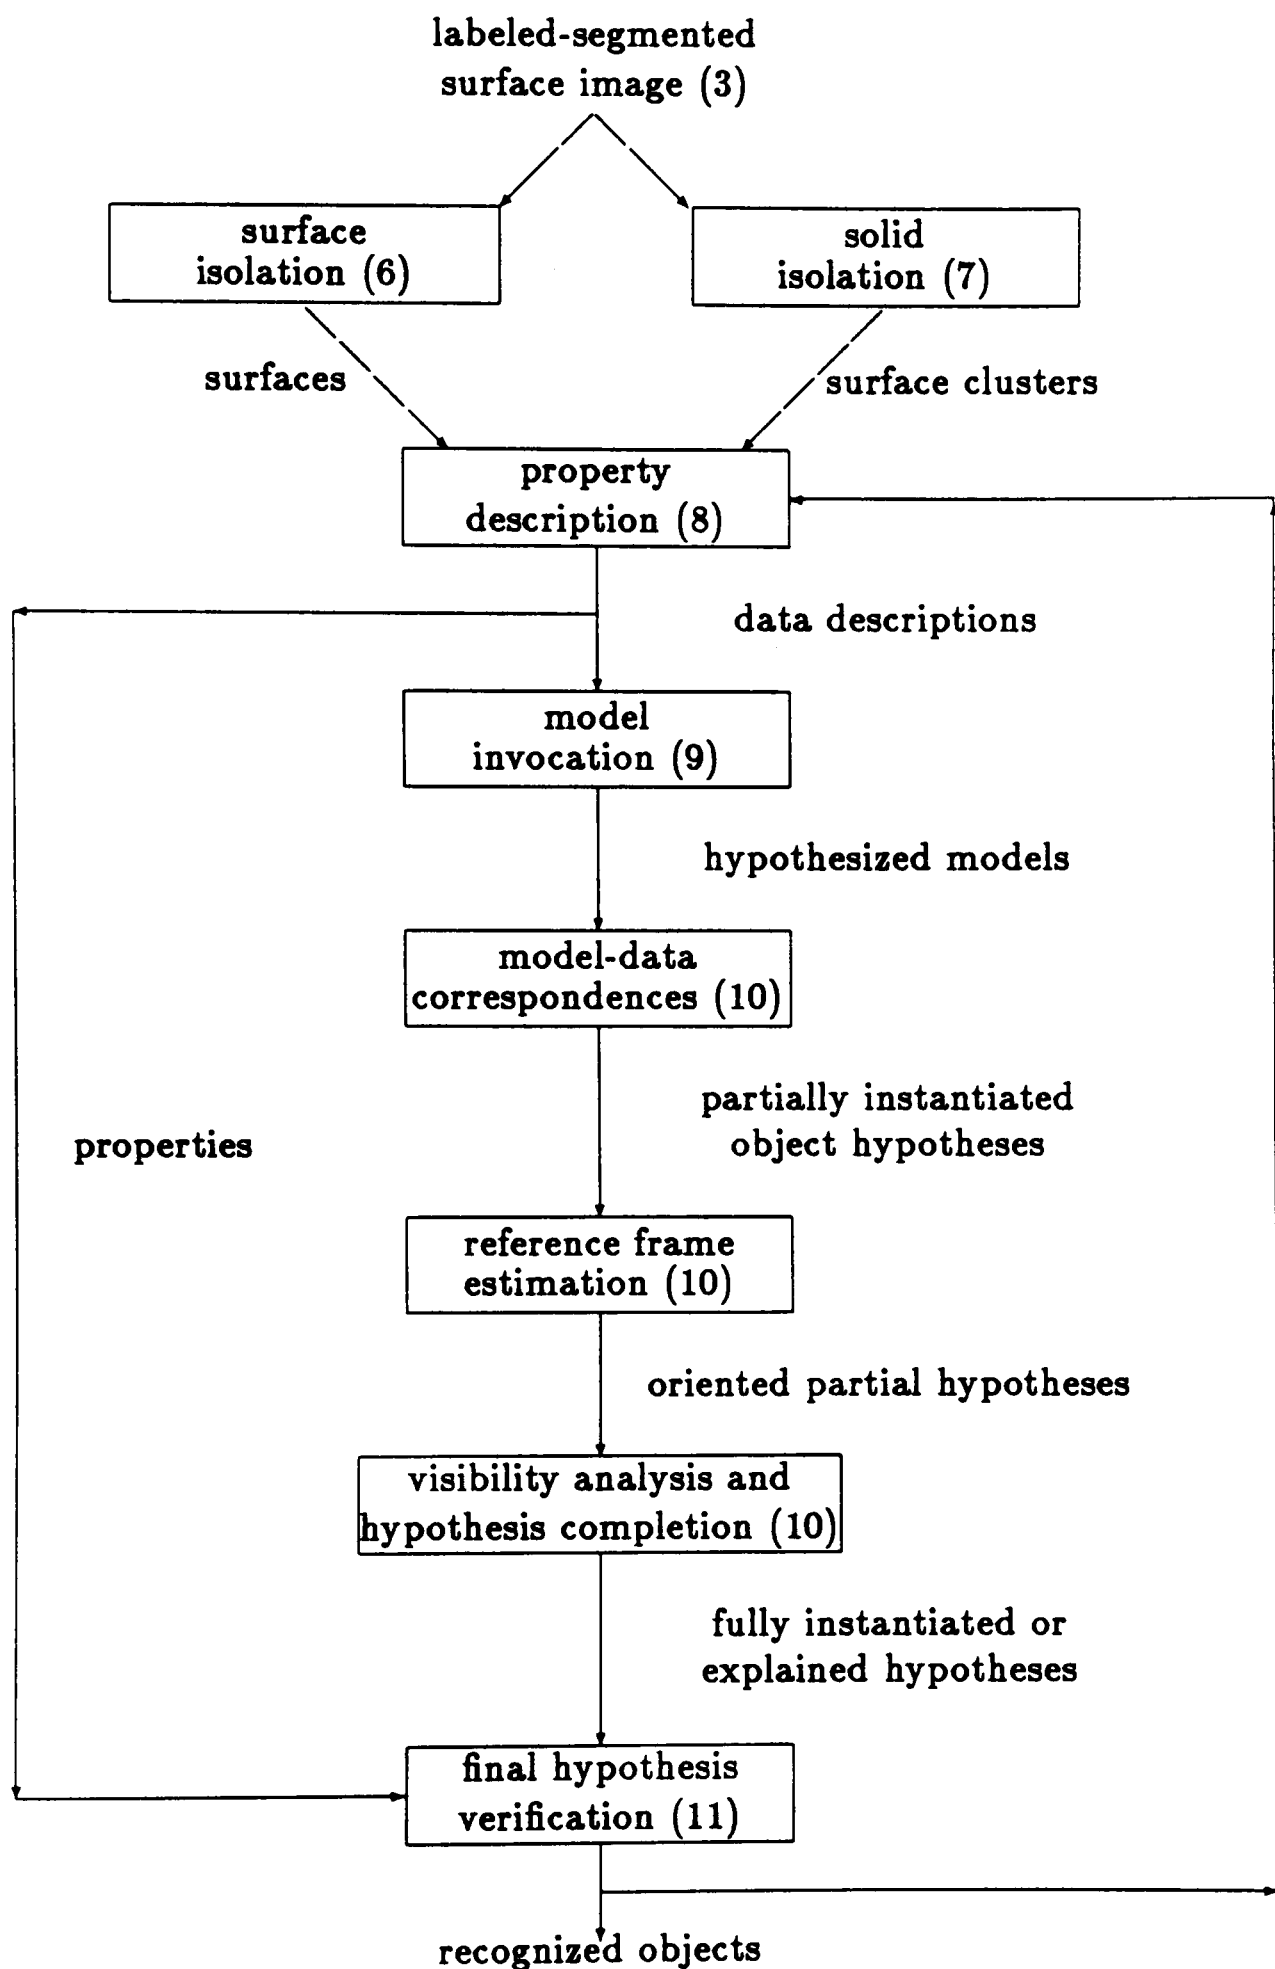 labeled-segmented
surface image (3)
surface
isolation (6)
solid
isolation (7)
surfaces
surface clusters
property
description (8)
data descriptions
model
invocation (9)
hypothesized models
model-data
correspondences (10)
partially instantiated
object hypotheses
properties
reference frame
estimation (10)
oriented partial hypotheses
visibility analysis and
hypothesis completion (10)
fully instantiated or
explained hypotheses
final hypothesis
verification (11)
recognized objects